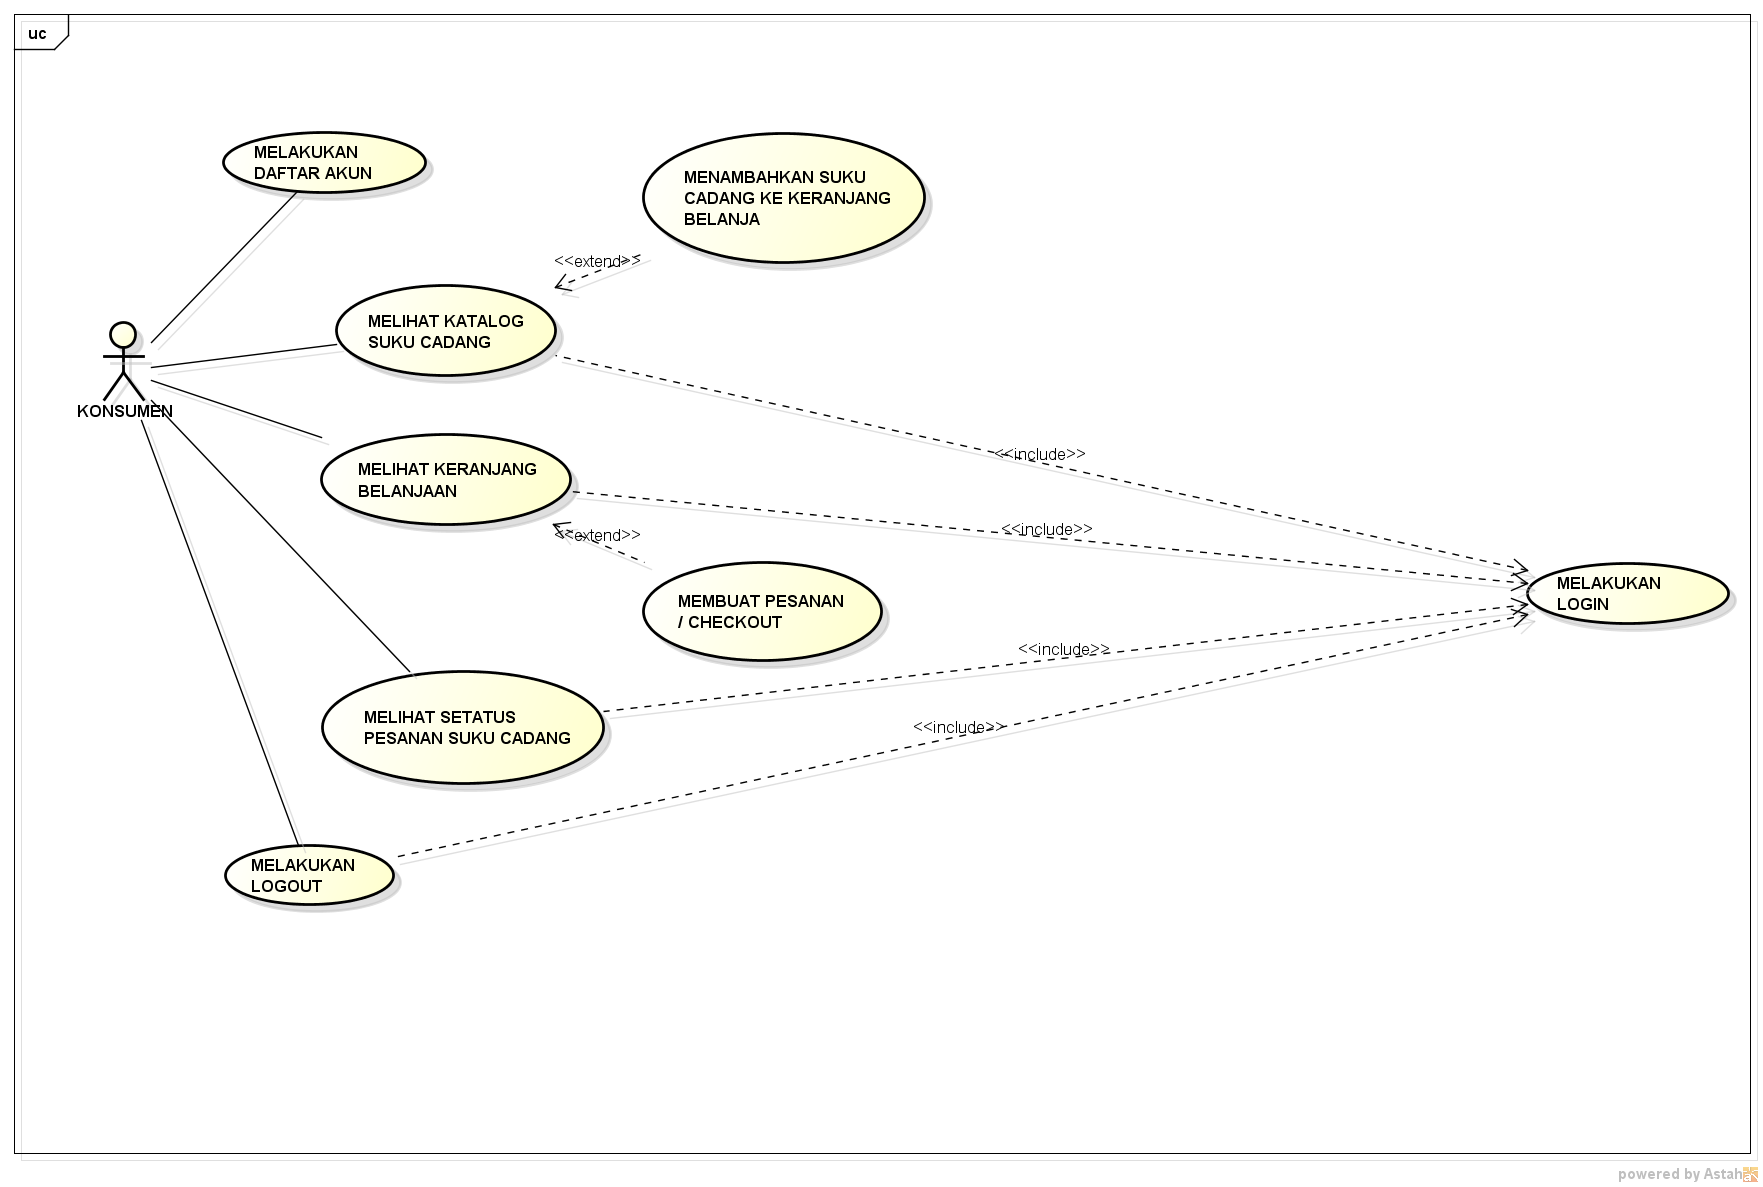 uc
MELAKUKAN
DAFTAR AKUN
MENAMBAHKAN SUKU
CADANG KE KERANJANG
BELANJA
<<extend>>
MELIHAT KATALOG
SUKU CADANG
KONSUMEN
<<include>>
MELIHAT KERANJANG
BELANJAAN
<<include>>
<<extend>>
MEMBUAT PESANAN
/ CHECKOUT
MELAKUKAN
LOGIN
<<include>>
MELIHAT SETATUS
PESANAN SUKU CADANG
<<include>>
MELAKUKAN
LOGOUT
powered by Astah